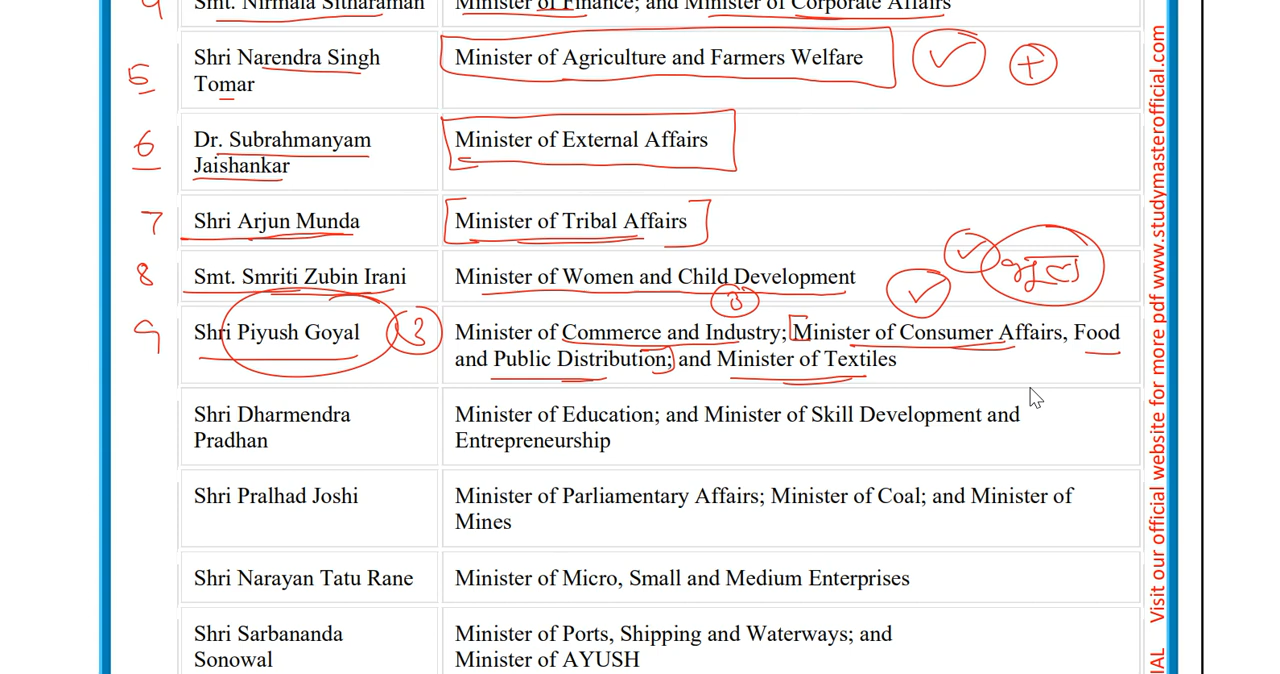 4 Smt. Nirmala Sitharaman Minister of Finance; and Minister of Corporate Affairs
5 Shri Narendra Singh Minister of Agriculture and Farmers Welfare +
Tomar
6 Dr. Subrahmanyam Minister of External Affairs
Jaishankar
7 Shri Arjun Munda Minister of Tribal Affairs
8 Smt. Smriti Zubin Irani Minister of Women and Child Development
9 Shri Piyush Goyal 3 Minister of Commerce and Industry; Minister of Consumer Affairs, Food
and Public Distribution; and Minister of Textiles
Shri Dharmendra Minister of Education; and Minister of Skill Development and
Pradhan Entrepreneurship
Shri Pralhad Joshi Minister of Parliamentary Affairs; Minister of Coal; and Minister of
Mines
Shri Narayan Tatu Rane Minister of Micro, Small and Medium Enterprises
Shri Sarbananda Minister of Ports, Shipping and Waterways; and
Sonowal Minister of AYUSH
Visit our official website for more pdf www.studymasterofficial.com